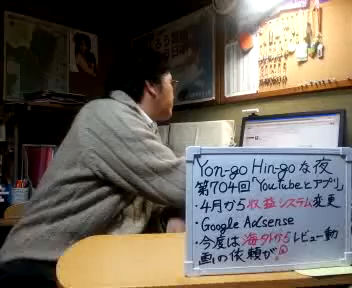 Yon-go Hin-goな夜
第704回「YouTubeとアプリ」
・4月から収益システム変更
・Google Adsense
・今度は海外からレビュー動
画の依頼が!